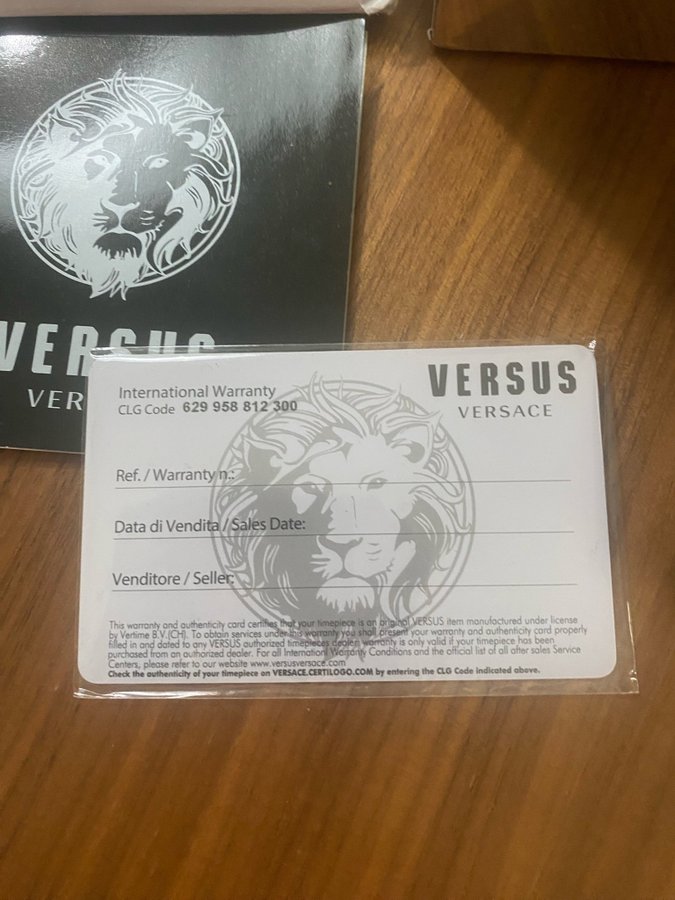 VERSUS
VER
International Warranty
CLG Code 629 958 812 300
VERSUS
VERSACE
Ref. / Warranty n.:
Data di Vendita / Sales Date:
Venditore / Seller:
This warranty and authenticity card certifies that your timepiece is an original VERSUS item manufactured under license
by Vertime B.V.(CH). To obtain services under this warranty you shall present your warranty and authenticity card properly
filled in and dated to any VERSUS authorized timepieces dealer. warranty is only valid if your timepiece has been
purchased from an authorized dealer. For all Internationl Warranty Conditions and the official list of all after sales Service
Centers, please refer to our website www.versusversace.com
Check the authenticity of your timepiece on VERSACE.CERTILOGO.COM by entering the CLG Code indicated above.